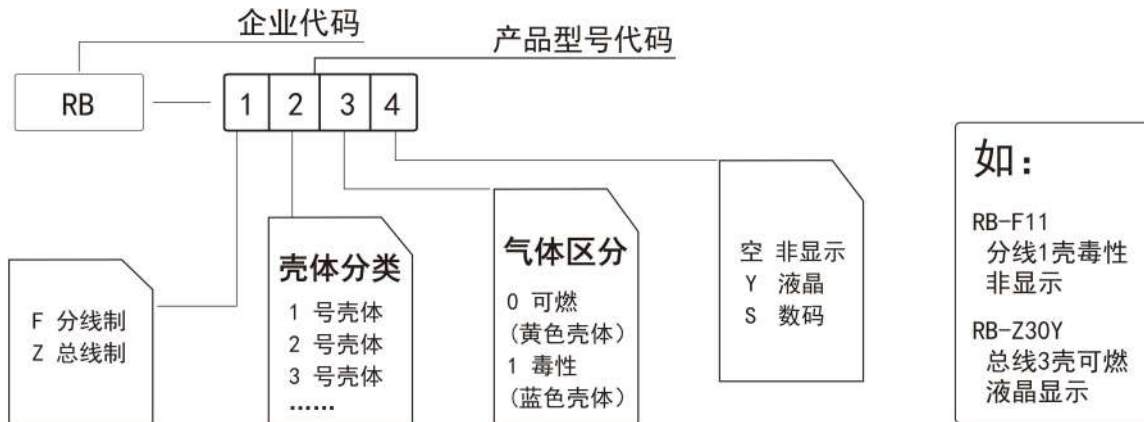 企业代码
产品型号代码
RB
1 2 3 4
F 分线制
Z 总线制
壳体分类
1 号壳体
2 号壳体
3 号壳体
……
气体区分
0 可燃
(黄色壳体)
1 毒性
(蓝色壳体)
空 非显示
Y 液晶
S 数码
如:
RB-F11
分线1壳毒性
非显示
RB-Z30Y
总线3壳可燃
液晶显示